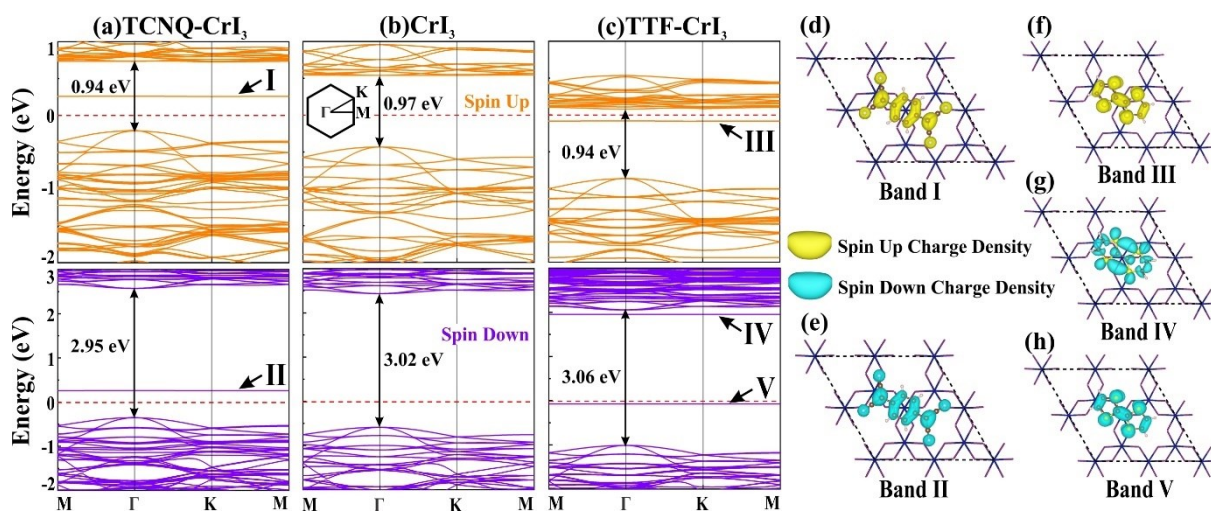 (a)TCNQ-CrI₃
(b)CrI₃
(c)TTF-CrI₃
Energy (eV)
1
0
-1
-2
0.94 eV
I
0.97 eV
Spin Up
K
Γ
M
0.94 eV
III
Energy (eV)
3
2
1
0
-1
-2
2.95 eV
II
3.02 eV
Spin Down
3.06 eV
IV
V
M Γ K M
M Γ K M
M Γ K M
(d)
Band I
(f)
Band III
(g)
Band IV
Spin Up Charge Density
Spin Down Charge Density
(e)
Band II
(h)
Band V